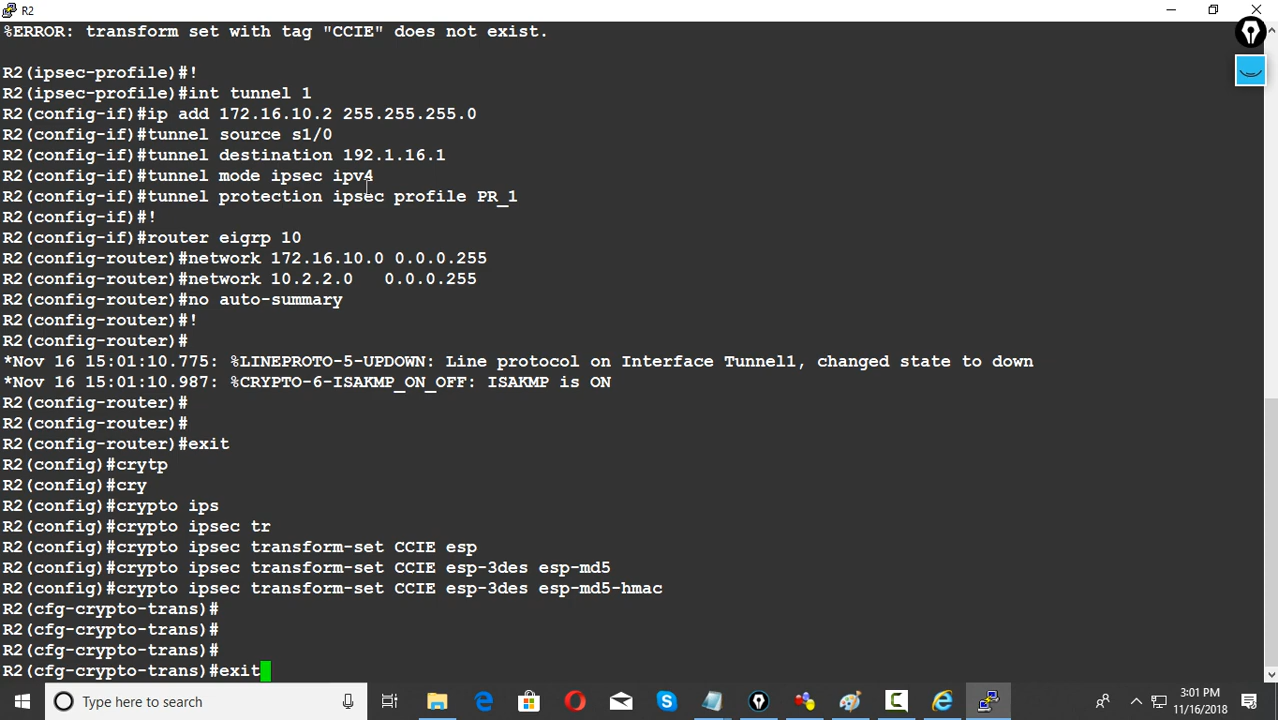 R2
%ERROR: transform set with tag "CCIE" does not exist.
R2(ipsec-profile)#!
R2(ipsec-profile)#int tunnel 1
R2(config-if)#ip add 172.16.10.2 255.255.255.0
R2(config-if)#tunnel source s1/0
R2(config-if)#tunnel destination 192.1.16.1
R2(config-if)#tunnel mode ipsec ipv4
R2(config-if)#tunnel protection ipsec profile PR_1
R2(config-if)#!
R2(config-if)#router eigrp 10
R2(config-router)#network 172.16.10.0 0.0.0.255
R2(config-router)#network 10.2.2.0   0.0.0.255
R2(config-router)#no auto-summary
R2(config-router)#!
R2(config-router)#
*Nov 16 15:01:10.775: %LINEPROTO-5-UPDOWN: Line protocol on Interface Tunnel1, changed state to down
*Nov 16 15:01:10.987: %CRYPTO-6-ISAKMP_ON_OFF: ISAKMP is ON
R2(config-router)#
R2(config-router)#
R2(config-router)#exit
R2(config)#crytp
R2(config)#cry
R2(config)#crypto ips
R2(config)#crypto ipsec tr
R2(config)#crypto ipsec transform-set CCIE esp
R2(config)#crypto ipsec transform-set CCIE esp-3des esp-md5
R2(config)#crypto ipsec transform-set CCIE esp-3des esp-md5-hmac
R2(cfg-crypto-trans)#
R2(cfg-crypto-trans)#
R2(cfg-crypto-trans)#
R2(cfg-crypto-trans)#exit
Type here to search
3:01 PM
11/16/2018